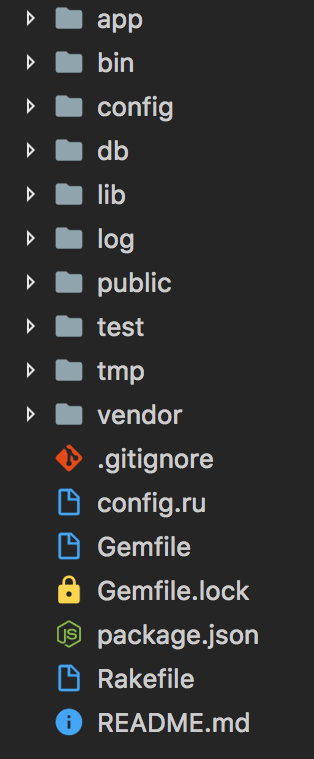 app
bin
config
db
lib
log
public
test
tmp
vendor
.gitignore
config.ru
Gemfile
Gemfile.lock
package.json
Rakefile
README.md